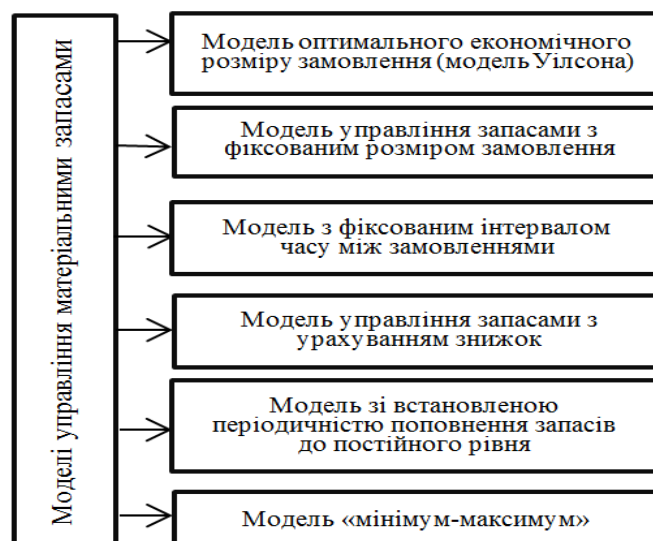 Моделі управління матеріальними запасами
Модель оптимального економічного
розміру замовлення (модель Уілсона)
Модель управління запасами з
фіксованим розміром замовлення
Модель з фіксованим інтервалом
часу між замовленнями
Модель управління запасами з
урахуванням знижок
Модель зі встановленою
періодичністю поповнення запасів
до постійного рівня
Модель «мінімум-максимум»